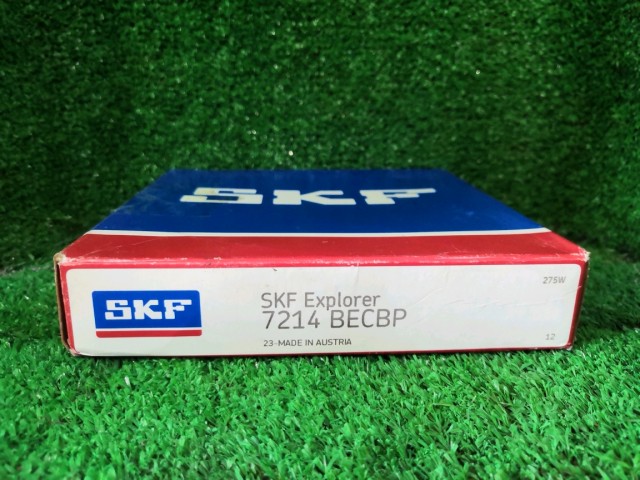 SKF
275W
SKF
SKF Explorer
7214 BECBP
23-MADE IN AUSTRIA
12